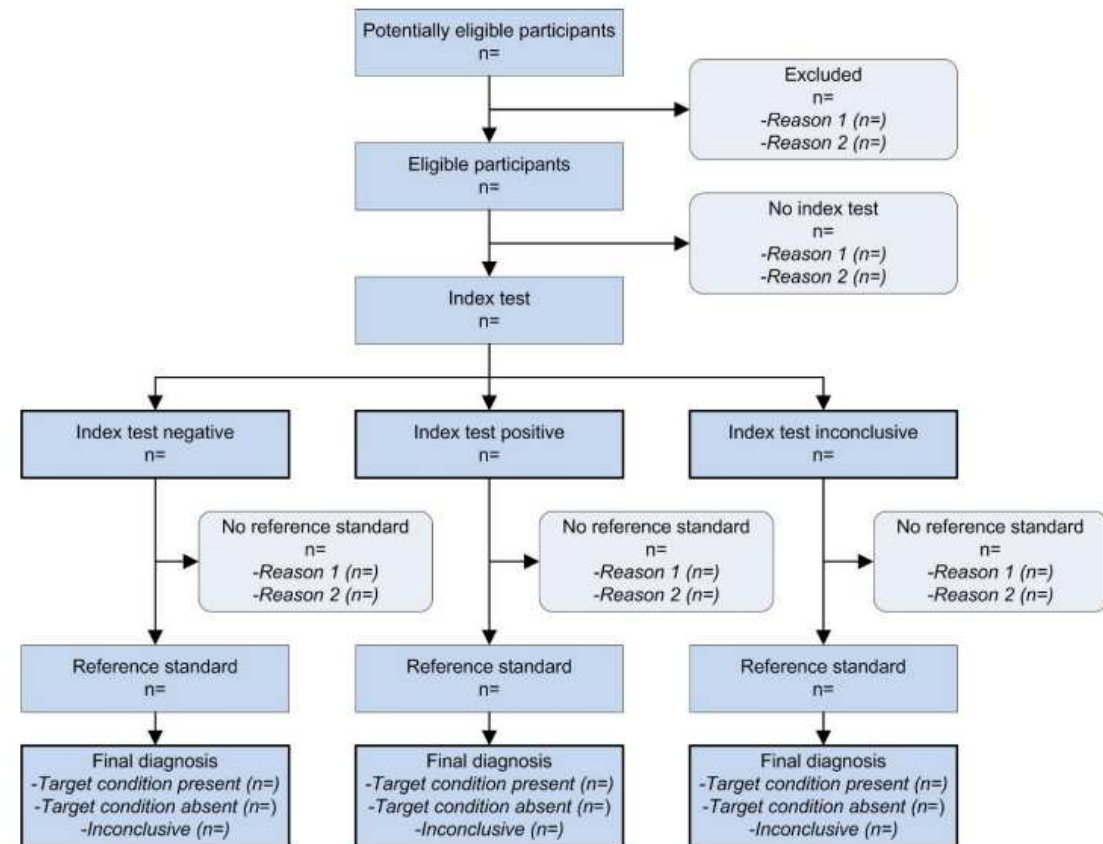 Potentially eligible participants
n=
Excluded
n=
-Reason 1 (n=)
-Reason 2 (n=)
Eligible participants
n=
No index test
n=
-Reason 1 (n=)
-Reason 2 (n=)
Index test
n=
Index test negative
n=
Index test positive
n=
Index test inconclusive
n=
No reference standard
n=
-Reason 1 (n=)
-Reason 2 (n=)
No reference standard
n=
-Reason 1 (n=)
-Reason 2 (n=)
No reference standard
n=
-Reason 1 (n=)
-Reason 2 (n=)
Reference standard
n=
Reference standard
n=
Reference standard
n=
Final diagnosis
-Target condition present (n=)
-Target condition absent (n=)
-Inconclusive (n=)
Final diagnosis
-Target condition present (n=)
-Target condition absent (n=)
-Inconclusive (n=)
Final diagnosis
-Target condition present (n=)
-Target condition absent (n=)
-Inconclusive (n=)